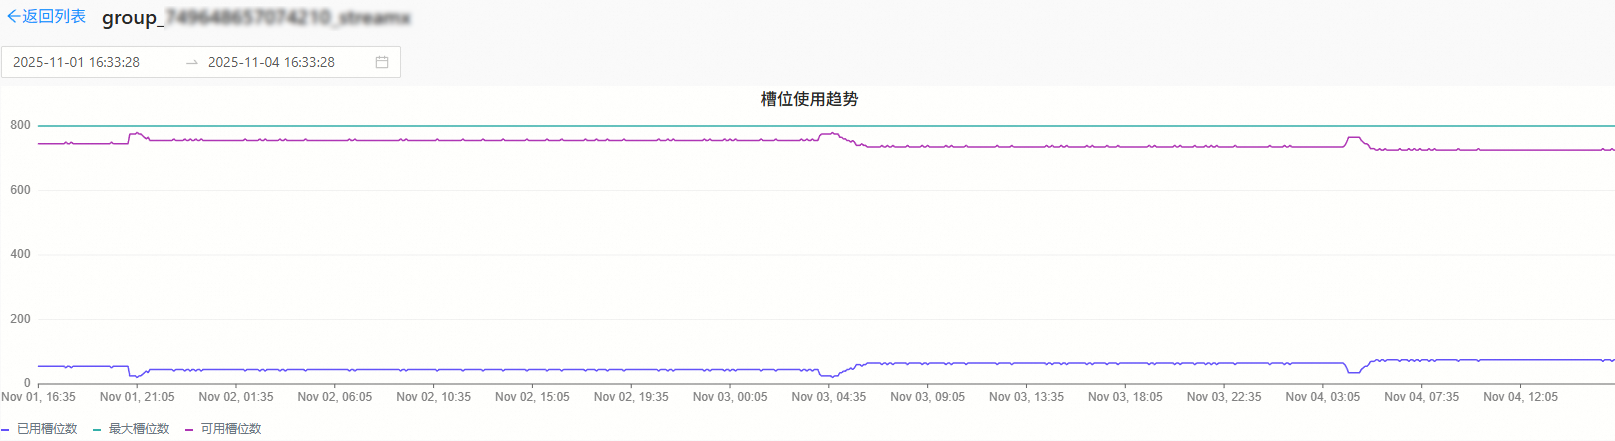 返回列表 group_
2025-11-01 16:33:28 → 2025-11-04 16:33:28
槽位使用趋势
800
600
400
200
0
Nov 01, 16:35 Nov 01, 21:05 Nov 02, 01:35 Nov 02, 06:05 Nov 02, 10:35 Nov 02, 15:05 Nov 02, 19:35 Nov 03, 00:05 Nov 03, 04:35 Nov 03, 09:05 Nov 03, 13:35 Nov 03, 18:05 Nov 03, 22:35 Nov 04, 03:05 Nov 04, 07:35 Nov 04, 12:05
已用槽位数 最大槽位数 可用槽位数